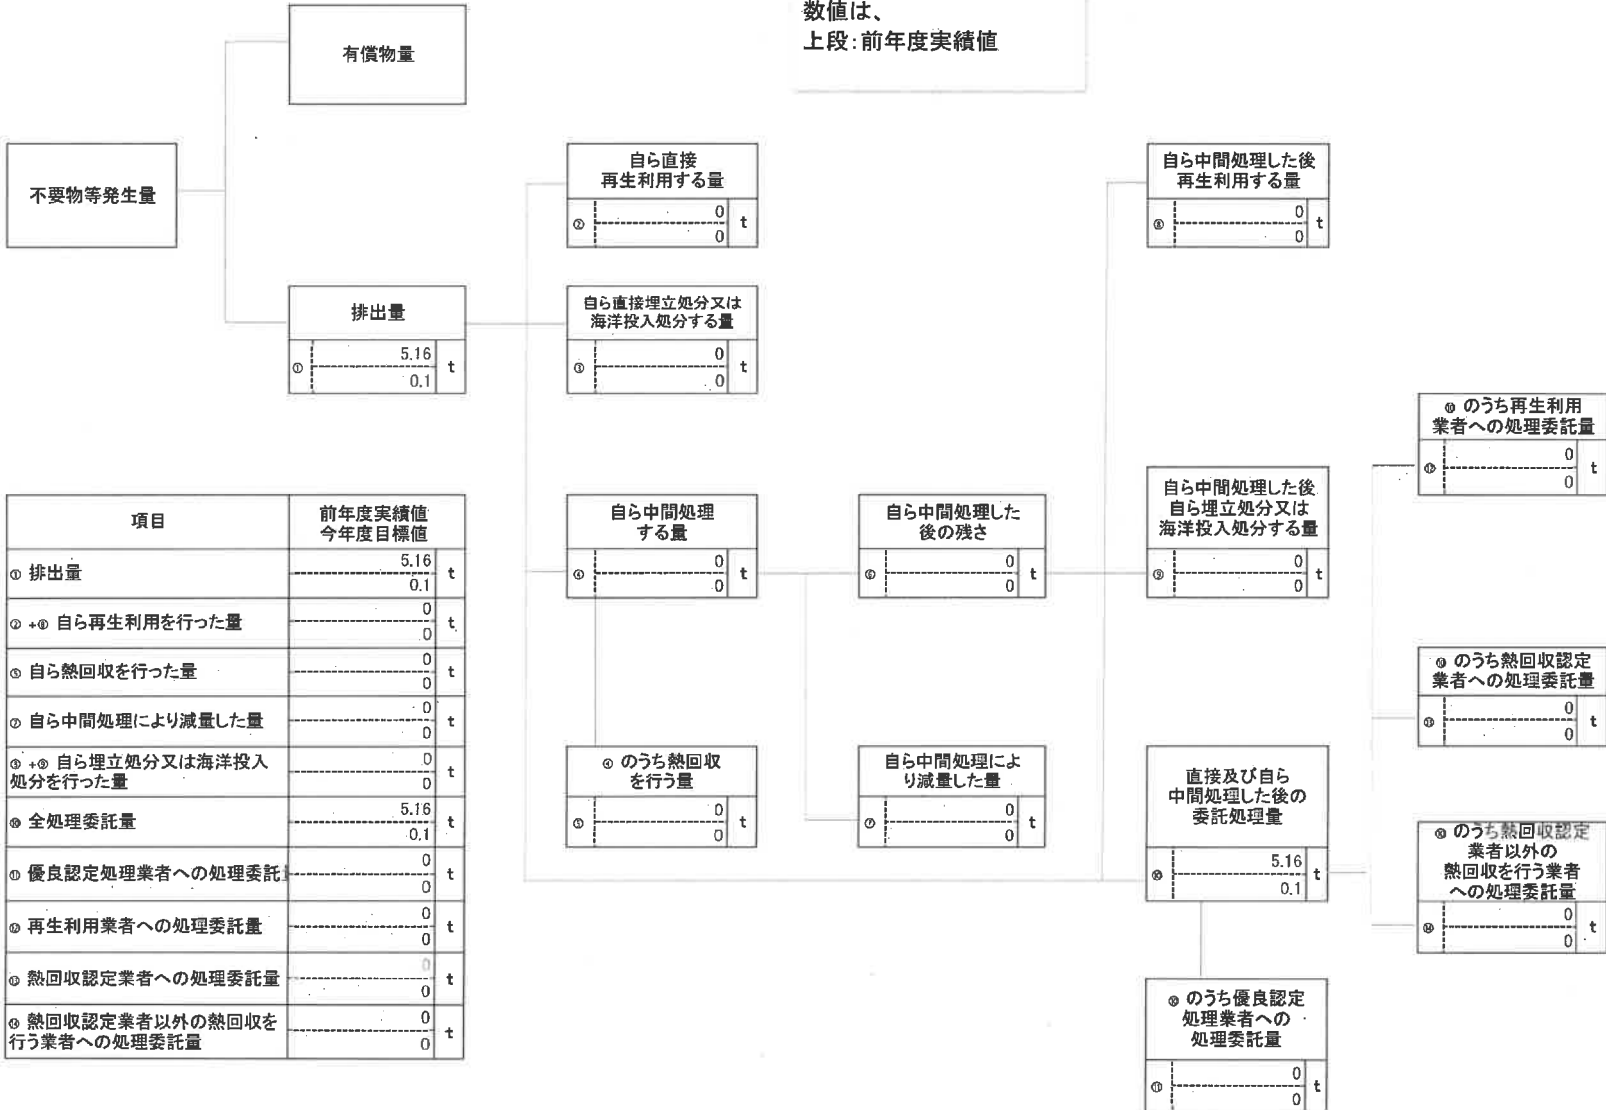 数値は、
上段：前年度実績値
有償物量
不要物等発生量
排出量
① 5.16 t
0.1
自ら直接
再生利用する量
② 0 t
0
自ら直接埋立処分又は
海洋投入処分する量
③ 0 t
0
自ら中間処理した後
再生利用する量
⑧ 0 t
0
自ら中間処理
する量
④ 0 t
0
自ら中間処理した
後の残さ
⑥ 0 t
0
自ら中間処理した後
自ら埋立処分又は
海洋投入処分する量
⑨ 0 t
0
④ のうち熱回収
を行う量
⑤ 0 t
0
自ら中間処理によ
り減量した量
⑦ 0 t
0
直接及び自ら
中間処理した後の
委託処理量
⑩ 5.16 t
0.1
⑩ のうち優良認定
処理業者への
処理委託量
⑪ 0 t
0
⑩ のうち再生利用
業者への処理委託量
⑫ 0 t
0
⑩ のうち熱回収認定
業者への処理委託量
⑬ 0 t
0
⑩ のうち熱回収認定
業者以外の
熱回収を行う業者
への処理委託量
⑭ 0 t
0
項目 前年度実績値
今年度目標値
① 排出量 5.16 t
0.1
② +⑧ 自ら再生利用を行った量 0 t
0
⑤ 自ら熱回収を行った量 0 t
0
⑦ 自ら中間処理により減量した量 0 t
0
③ +⑨ 自ら埋立処分又は海洋投入 0 t
処分を行った量 0
⑩ 全処理委託量 5.16 t
0.1
⑪ 優良認定処理業者への処理委託 0 t
0
⑫ 再生利用業者への処理委託量 0 t
0
⑬ 熱回収認定業者への処理委託量 0 t
0
⑭ 熱回収認定業者以外の熱回収を 0 t
行う業者への処理委託量 0